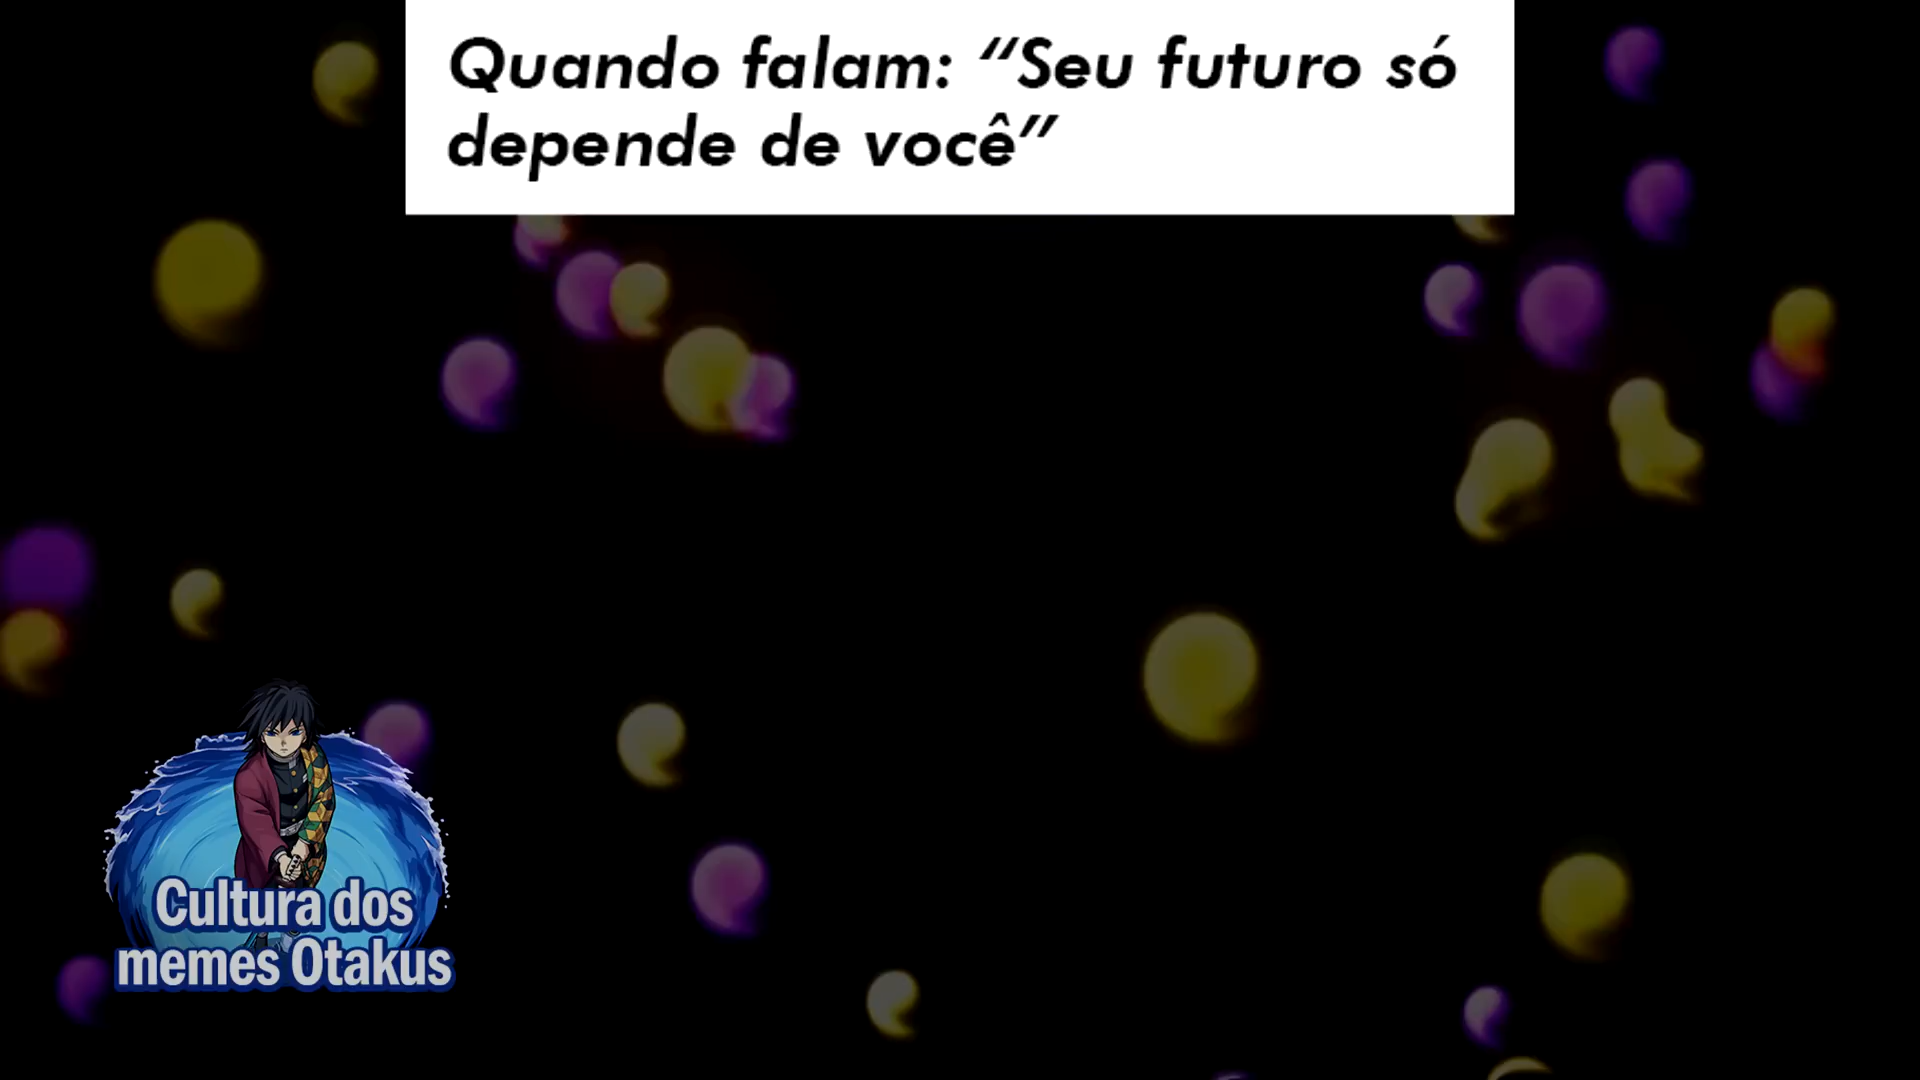 Quando falam: “Seu futuro só
depende de você”
Cultura dos
memes Otakus